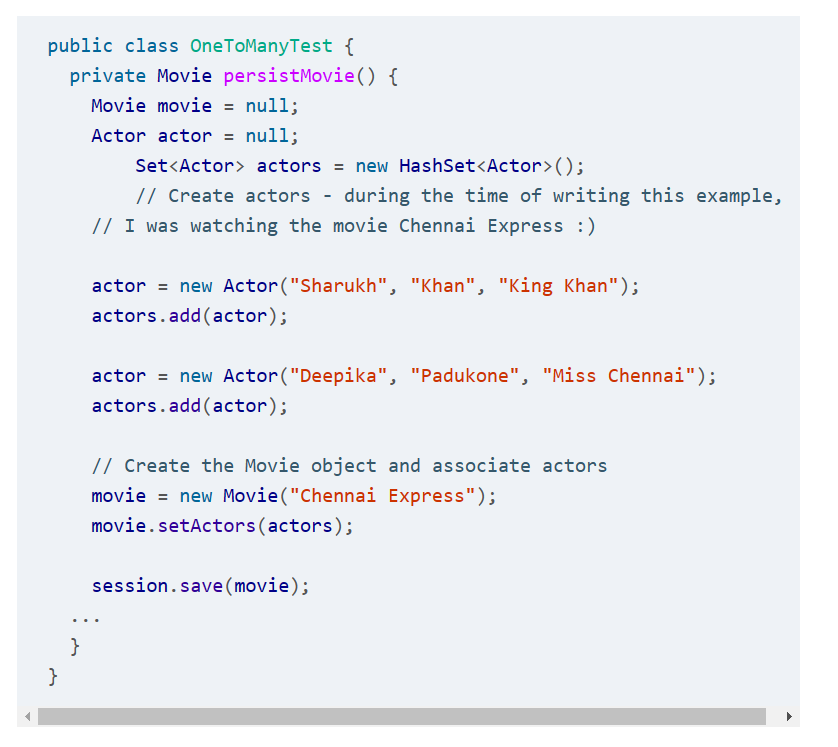 public class OneToManyTest {
private Movie persistMovie() {
Movie movie = null;
Actor actor = null;
Set<Actor> actors = new HashSet<Actor>();
// Create actors - during the time of writing this example,
// I was watching the movie Chennai Express :)
actor = new Actor("Sharukh", "Khan", "King Khan");
actors.add(actor);
actor = new Actor("Deepika", "Padukone", "Miss Chennai");
actors.add(actor);
// Create the Movie object and associate actors
movie = new Movie("Chennai Express");
movie.setActors(actors);
session.save(movie);
...
}
}